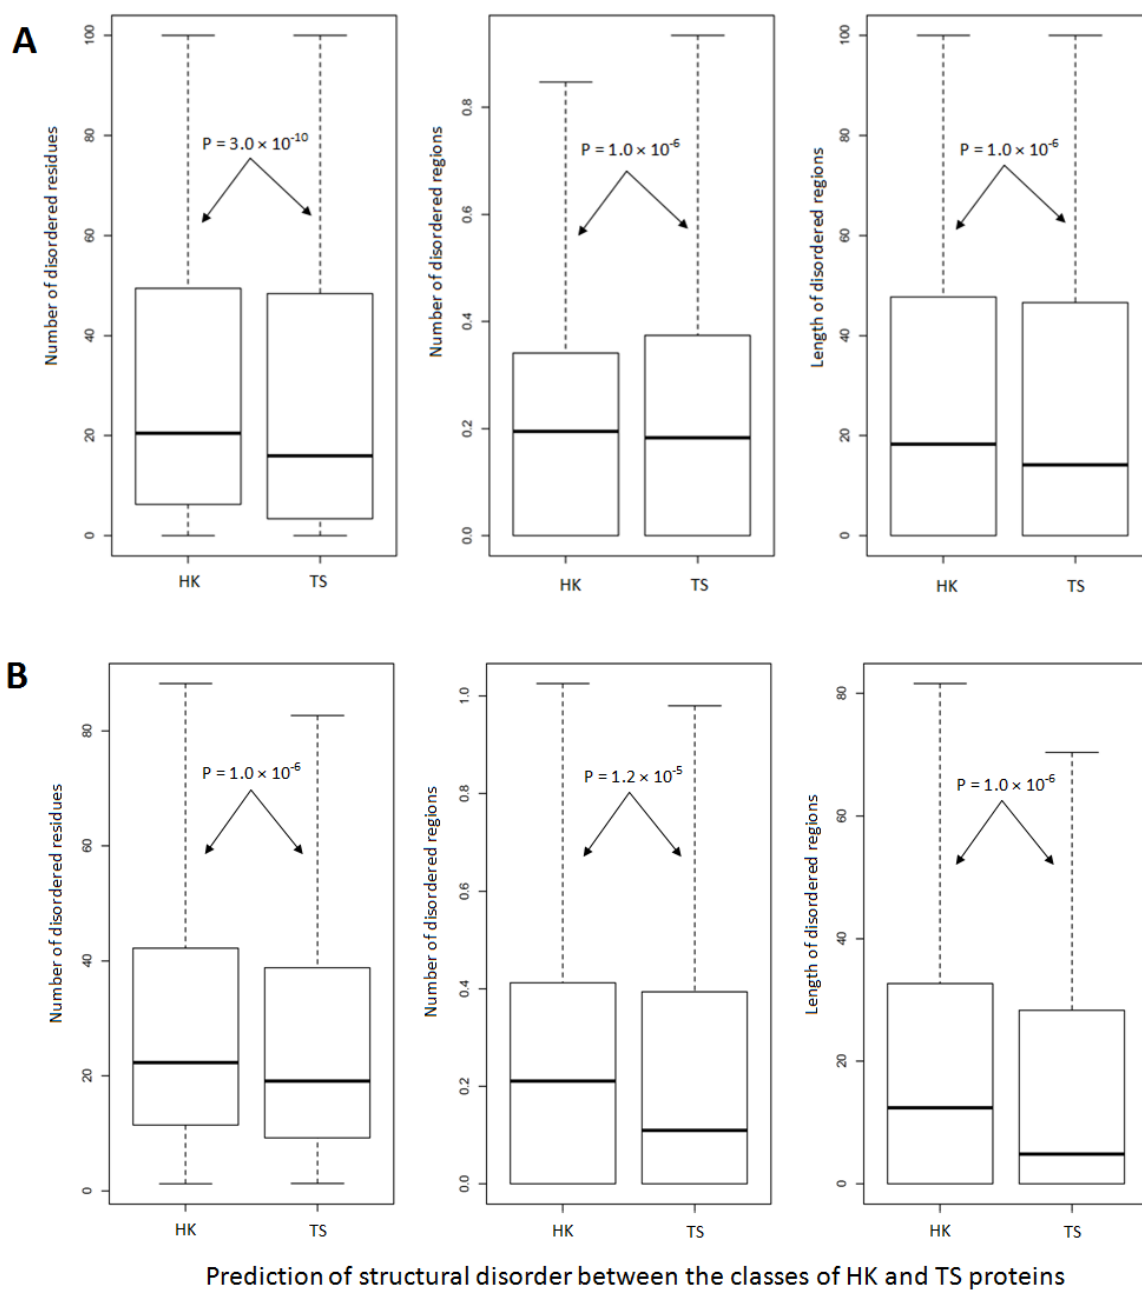 A
Number of disordered residues
100
80
60
40
20
0
P = 3.0 × 10⁻¹⁰
HK TS
Number of disordered regions
0.8
0.6
0.4
0.2
0.0
P = 1.0 × 10⁻⁶
HK TS
Length of disordered regions
100
80
60
40
20
0
P = 1.0 × 10⁻⁶
HK TS
B
Number of disordered residues
80
60
40
20
0
P = 1.0 × 10⁻⁶
HK TS
Number of disordered regions
1.0
0.8
0.6
0.4
0.2
0.0
P = 1.2 × 10⁻⁵
HK TS
Length of disordered regions
80
60
40
20
0
P = 1.0 × 10⁻⁶
HK TS
Prediction of structural disorder between the classes of HK and TS proteins